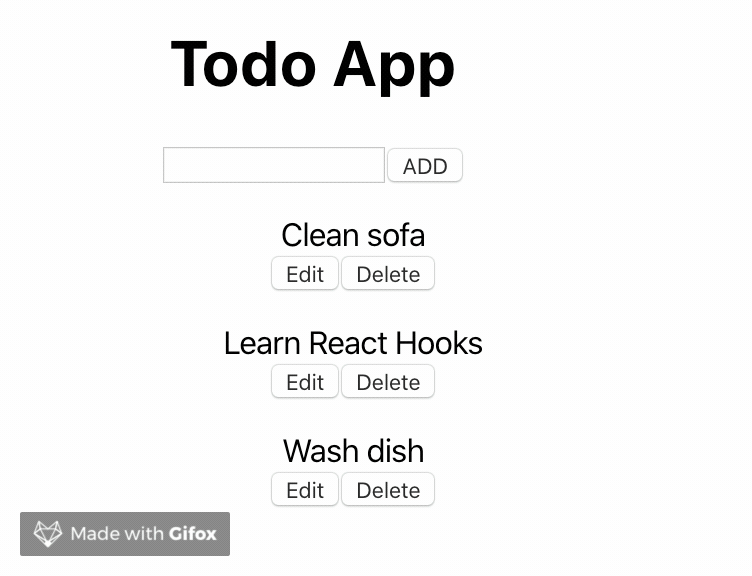 Todo App
ADD
Clean sofa
Edit Delete
Learn React Hooks
Edit Delete
Wash dish
Edit Delete
Made with Gifox